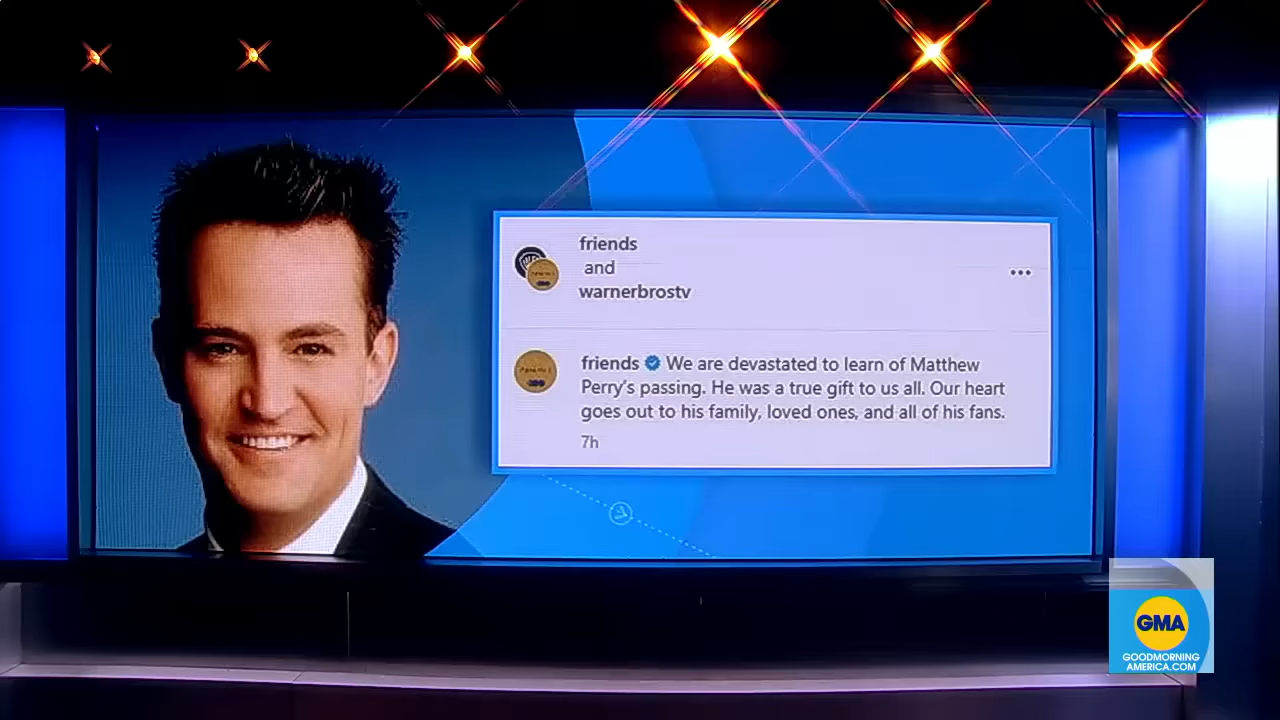 friends
and
warnerbrostv
friends We are devastated to learn of Matthew
Perry's passing. He was a true gift to us all. Our heart
goes out to his family, loved ones, and all of his fans.
7h
GMA
GOODMORNING
AMERICA.COM